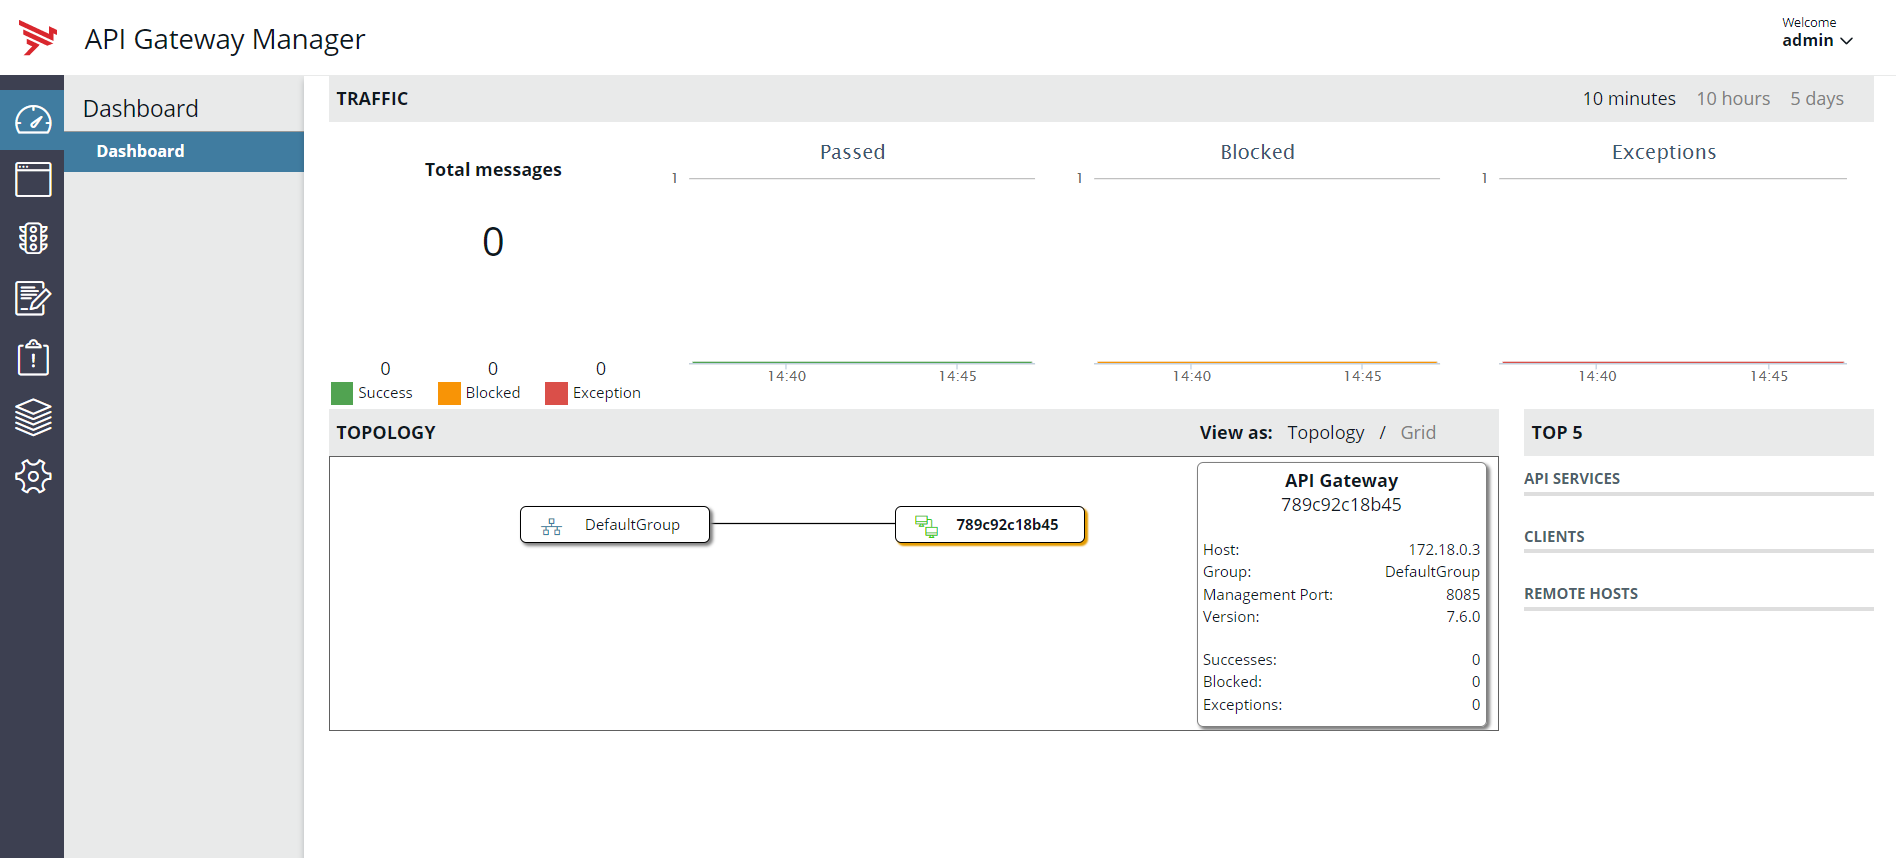 API Gateway Manager
Welcome
admin
Dashboard
Dashboard
TRAFFIC
10 minutes 10 hours 5 days
Total messages
0
0 Success
0 Blocked
0 Exception
Passed
1
14:40 14:45
Blocked
1
14:40 14:45
Exceptions
1
14:40 14:45
TOPOLOGY
View as: Topology / Grid
DefaultGroup
789c92c18b45
API Gateway
789c92c18b45
Host: 172.18.0.3
Group: DefaultGroup
Management Port: 8085
Version: 7.6.0
Successes: 0
Blocked: 0
Exceptions: 0
TOP 5
API SERVICES
CLIENTS
REMOTE HOSTS